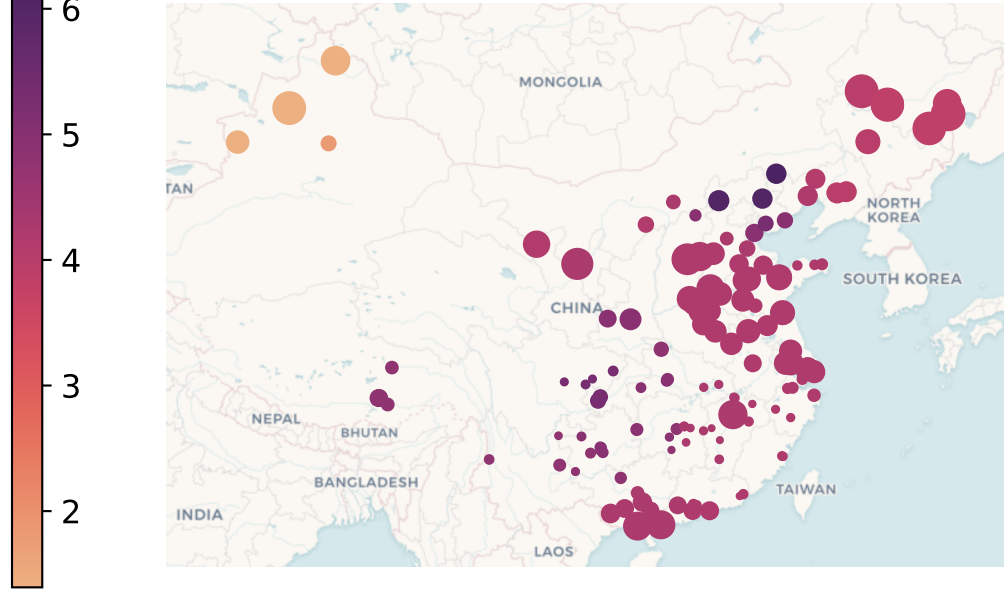 6
5
4
3
2
MONGOLIA
TAN
NORTH
KOREA
SOUTH KOREA
CHINA
NEPAL
BHUTAN
BANGLADESH
INDIA
TAIWAN
LAOS